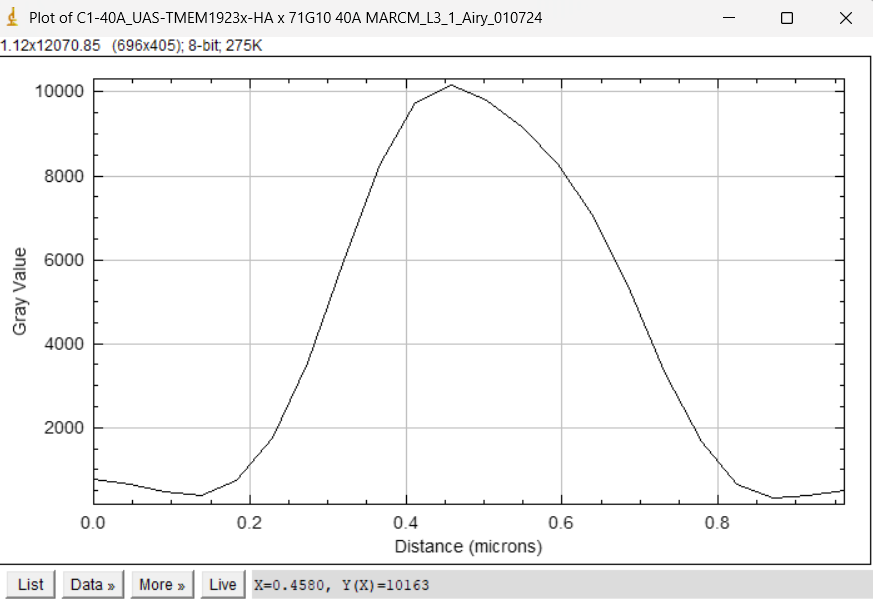 Plot of C1-40A_UAS-TMEM1923x-HA x 71G10 40A MARCM_L3_1_Airy_010724
1.12x12070.85 (696x405); 8-bit; 275K
10000
8000
6000
4000
2000
Gray Value
0.0 0.2 0.4 0.6 0.8
Distance (microns)
List Data » More » Live X=0.4580, Y(X)=10163